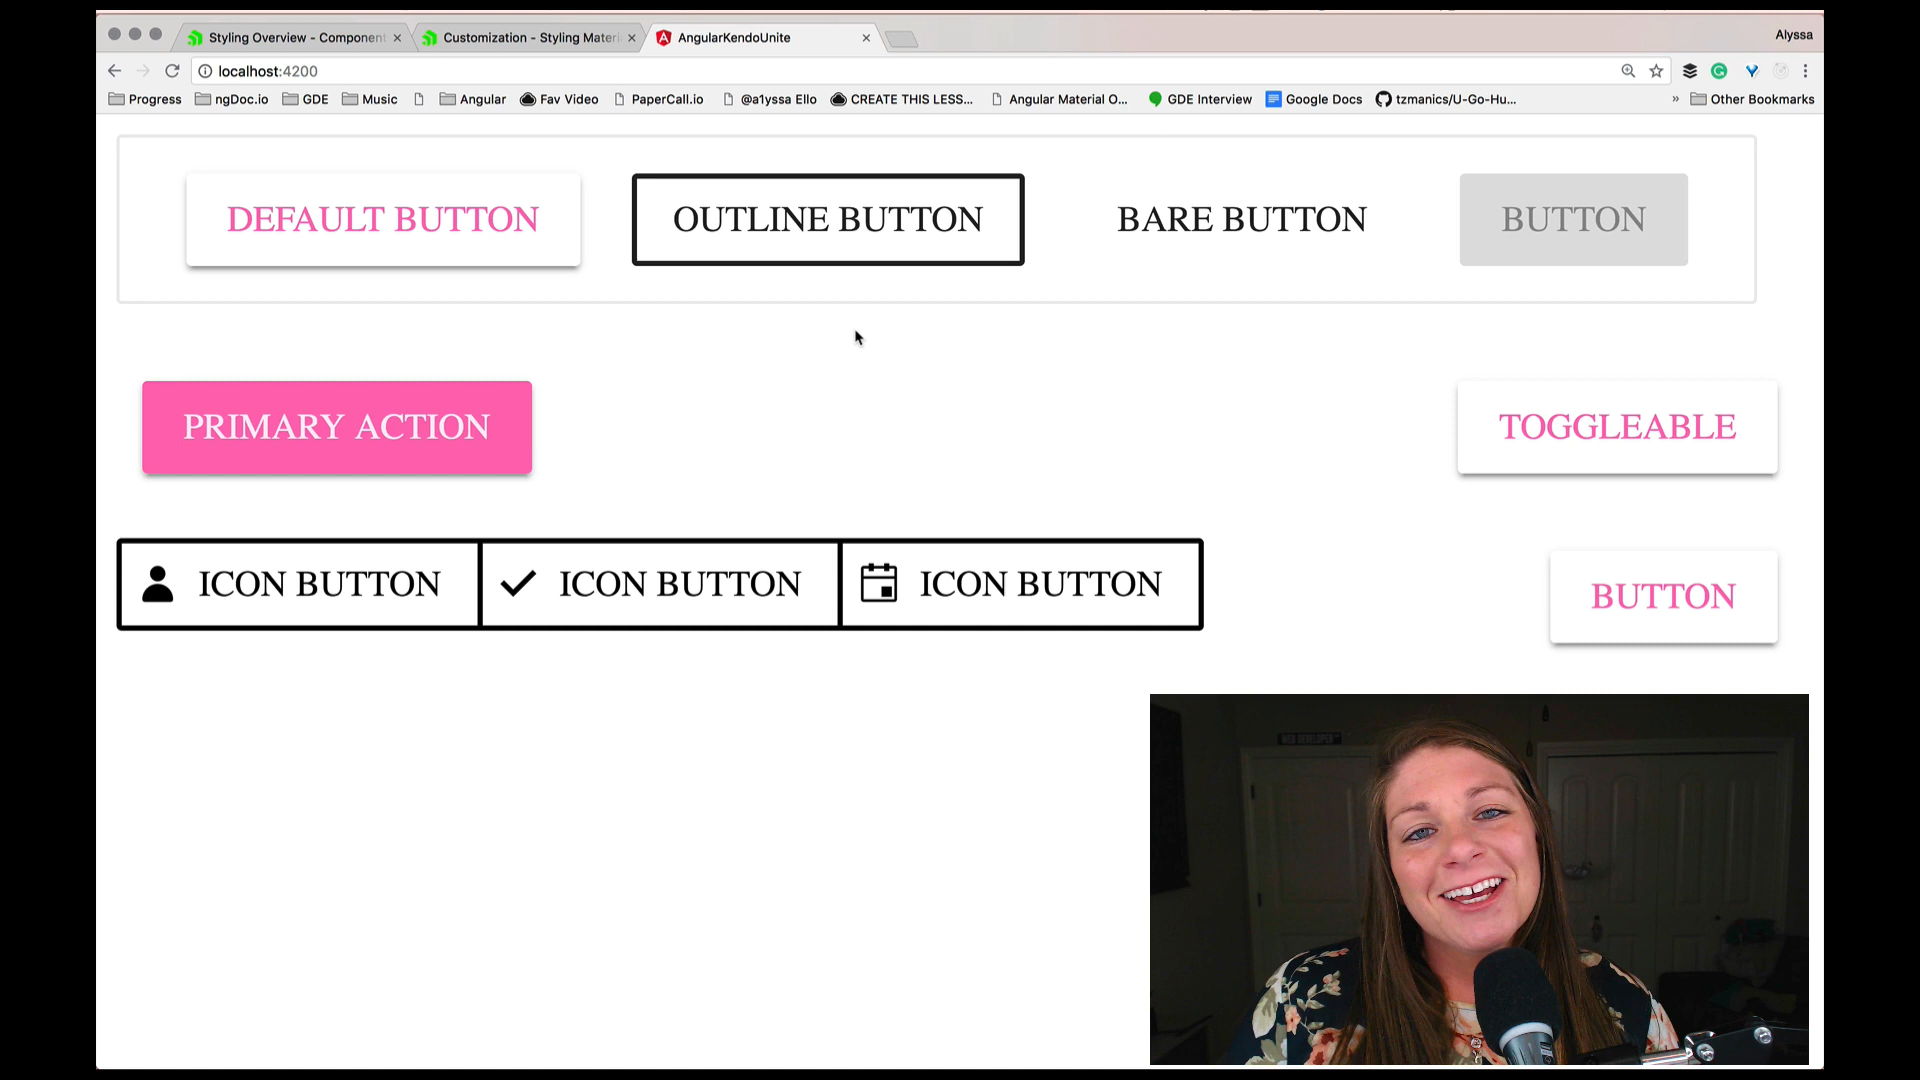 Styling Overview - Component
Customization - Styling Materi
AngularKendoUnite
Alyssa
localhost:4200
Progress
ngDoc.io
GDE
Music
Angular
Fav Video
PaperCall.io
@a1yssa Ello
CREATE THIS LESS...
Angular Material O...
GDE Interview
Google Docs
tzmanics/U-Go-Hu...
»
Other Bookmarks
DEFAULT BUTTON
OUTLINE BUTTON
BARE BUTTON
BUTTON
PRIMARY ACTION
TOGGLEABLE
ICON BUTTON
ICON BUTTON
ICON BUTTON
BUTTON